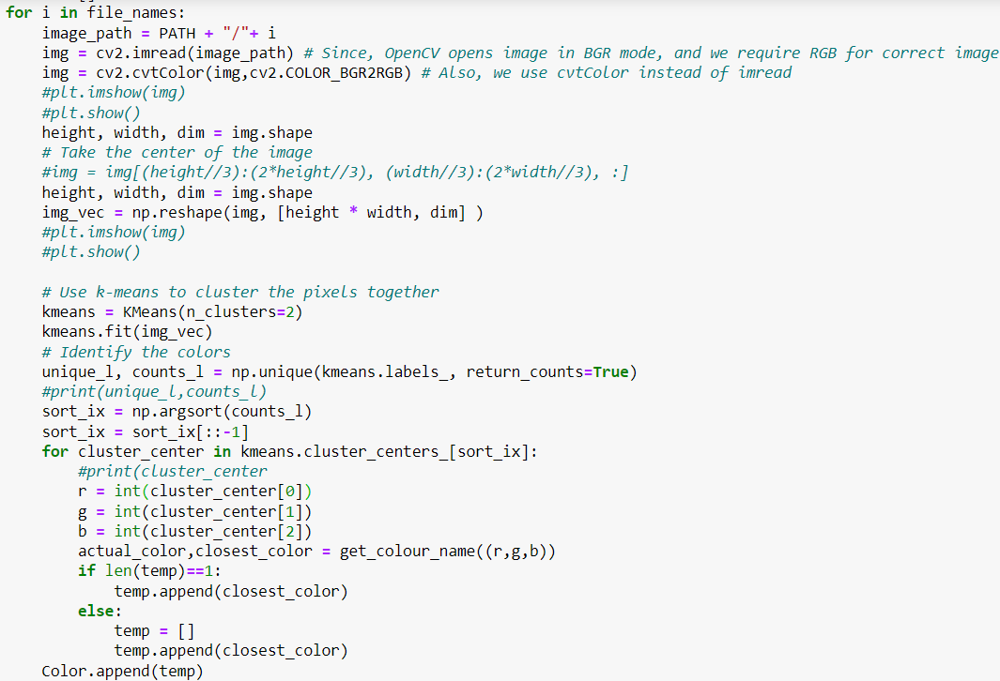 for i in file_names:
    image_path = PATH + "/"+ i
    img = cv2.imread(image_path) # Since, OpenCV opens image in BGR mode, and we require RGB for correct image
    img = cv2.cvtColor(img,cv2.COLOR_BGR2RGB) # Also, we use cvtColor instead of imread
    #plt.imshow(img)
    #plt.show()
    height, width, dim = img.shape
    # Take the center of the image
    #img = img[(height//3):(2*height//3), (width//3):(2*width//3), :]
    height, width, dim = img.shape
    img_vec = np.reshape(img, [height * width, dim] )
    #plt.imshow(img)
    #plt.show()

    # Use k-means to cluster the pixels together
    kmeans = KMeans(n_clusters=2)
    kmeans.fit(img_vec)
    # Identify the colors
    unique_l, counts_l = np.unique(kmeans.labels_, return_counts=True)
    #print(unique_l,counts_l)
    sort_ix = np.argsort(counts_l)
    sort_ix = sort_ix[::-1]
    for cluster_center in kmeans.cluster_centers_[sort_ix]:
        #print(cluster_center
        r = int(cluster_center[0])
        g = int(cluster_center[1])
        b = int(cluster_center[2])
        actual_color,closest_color = get_colour_name((r,g,b))
        if len(temp)==1:
            temp.append(closest_color)
        else:
            temp = []
            temp.append(closest_color)
    Color.append(temp)